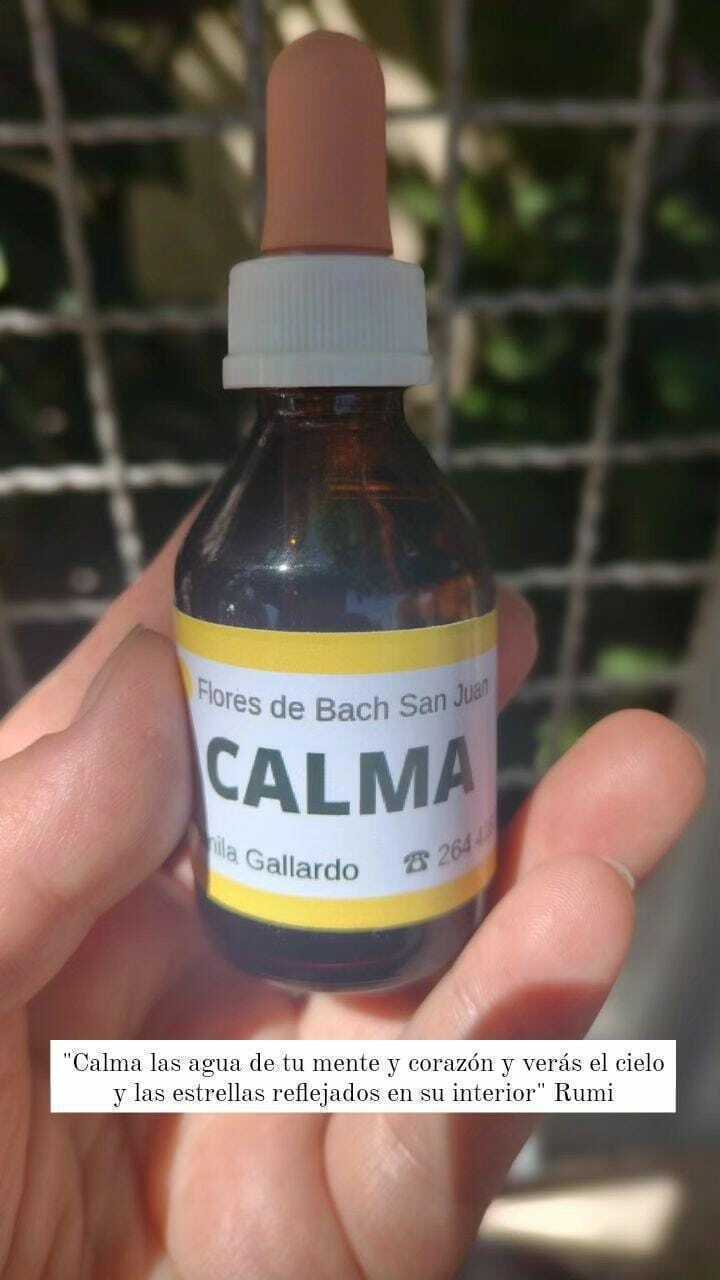 Flores de Bach San Juan
CALMA
Gallardo ☎ 264
"Calma las agua de tu mente y corazón y verás el cielo
y las estrellas reflejados en su interior" Rumi